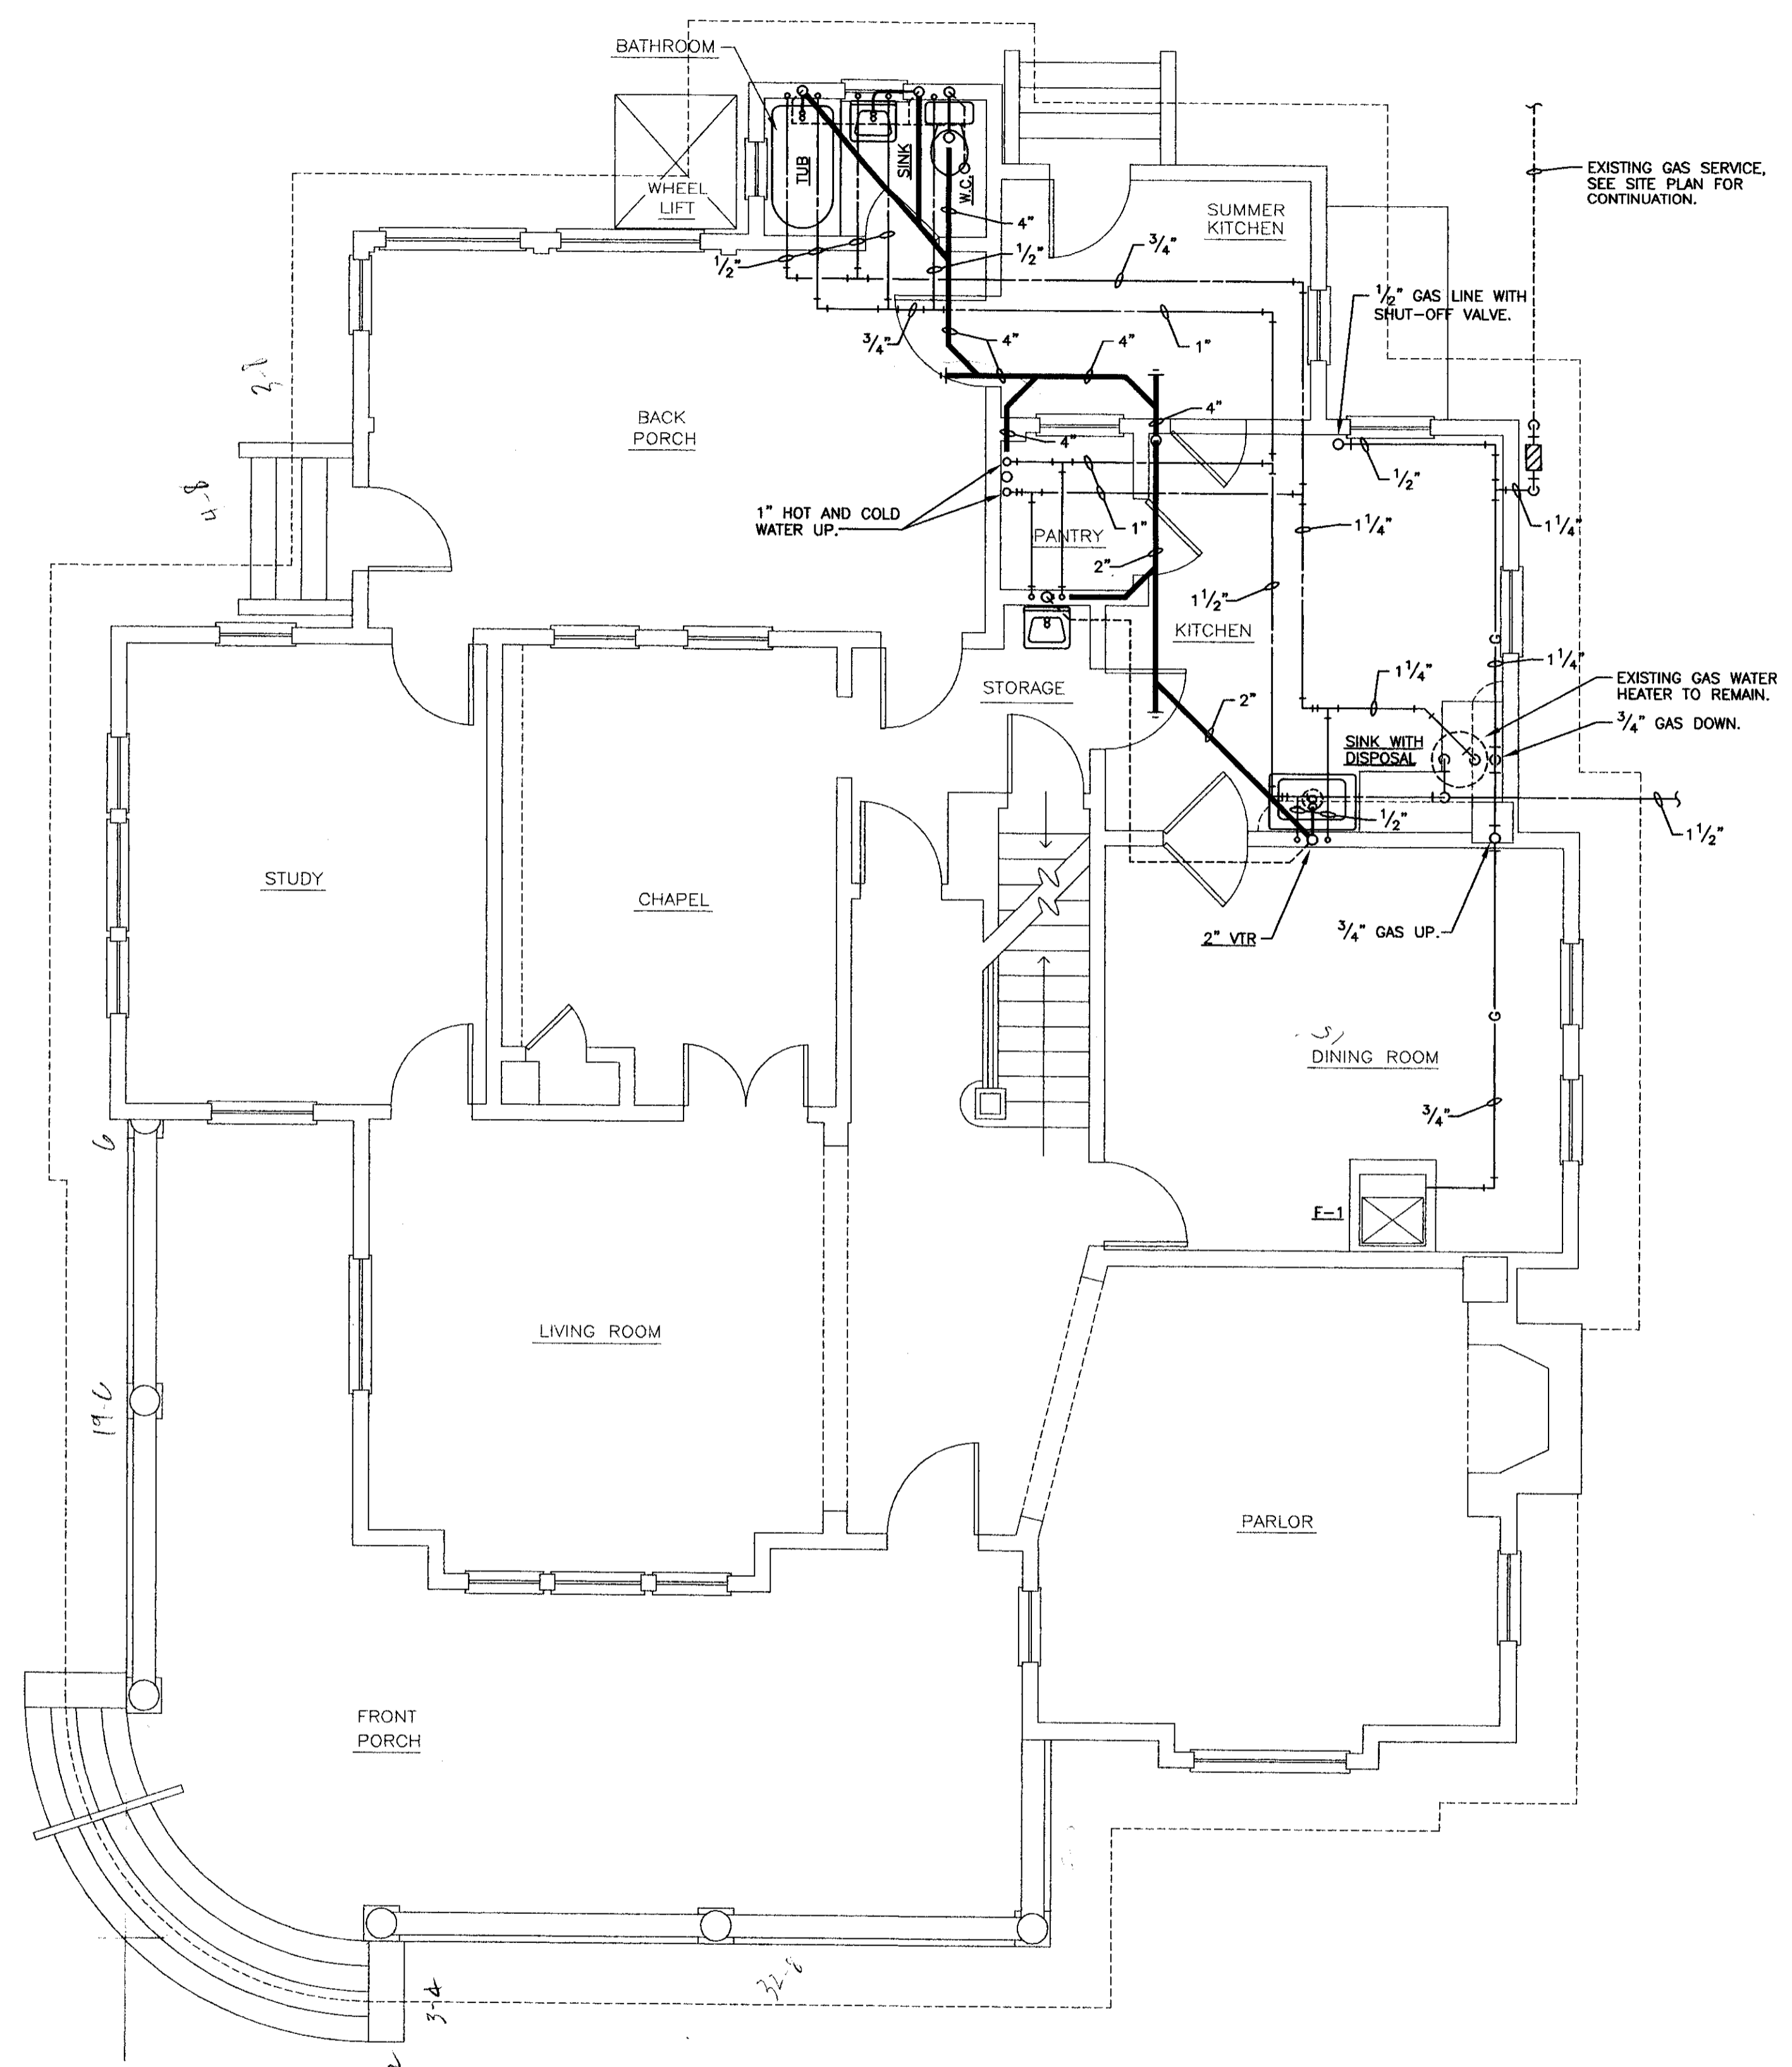 BATHROOM
WHEEL
LIFT
TUB
SINK
W.C.
4"
SUMMER
KITCHEN
EXISTING GAS SERVICE,
SEE SITE PLAN FOR
CONTINUATION.
1/2"
1/2"
3/4"
1/2" GAS LINE WITH
SHUT-OFF VALVE.
3/4"
4"
4"
1"
BACK
PORCH
4"
4"
1/2"
1" HOT AND COLD
WATER UP.
1"
PANTRY
2"
1 1/4"
1 1/4"
1 1/2"
KITCHEN
G
1 1/4"
STORAGE
2"
1 1/4"
EXISTING GAS WATER
HEATER TO REMAIN.
3/4" GAS DOWN.
SINK WITH
DISPOSAL
1/2"
1 1/2"
2" VTR
3/4" GAS UP.
STUDY
CHAPEL
G
DINING ROOM
3/4"
F-1
LIVING ROOM
PARLOR
FRONT
PORCH
4-8
6
32-8
3-4